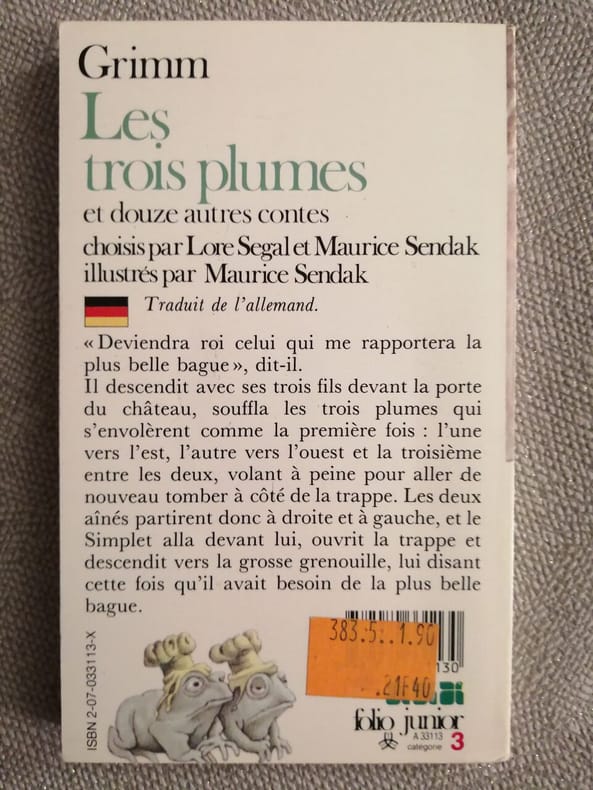 Grimm
Les
trois plumes
et douze autres contes
choisis par Lore Segal et Maurice Sendak
illustrés par Maurice Sendak
Traduit de l'allemand.
« Deviendra roi celui qui me rapportera la
plus belle bague », dit-il.
Il descendit avec ses trois fils devant la porte
du château, souffla les trois plumes qui
s'envolèrent comme la première fois : l'une
vers l'est, l'autre vers l'ouest et la troisième
entre les deux, volant à peine pour aller de
nouveau tomber à côté de la trappe. Les deux
aînés partirent donc à droite et à gauche, et le
Simplet alla devant lui, ouvrit la trappe et
descendit vers la grosse grenouille, lui disant
cette fois qu'il avait besoin de la plus belle
bague.
ISBN 2-07-033113-X
383.5..1.90
130
.21F40
folio junior
A 33113
catégorie 3